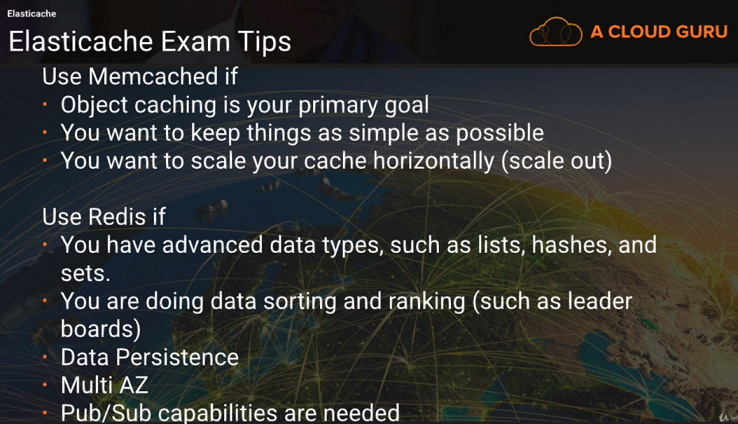 Elasticache
Elasticache Exam Tips
A CLOUD GURU
Use Memcached if
• Object caching is your primary goal
• You want to keep things as simple as possible
• You want to scale your cache horizontally (scale out)
Use Redis if
• You have advanced data types, such as lists, hashes, and
sets.
• You are doing data sorting and ranking (such as leader
boards)
• Data Persistence
• Multi AZ
• Pub/Sub capabilities are needed